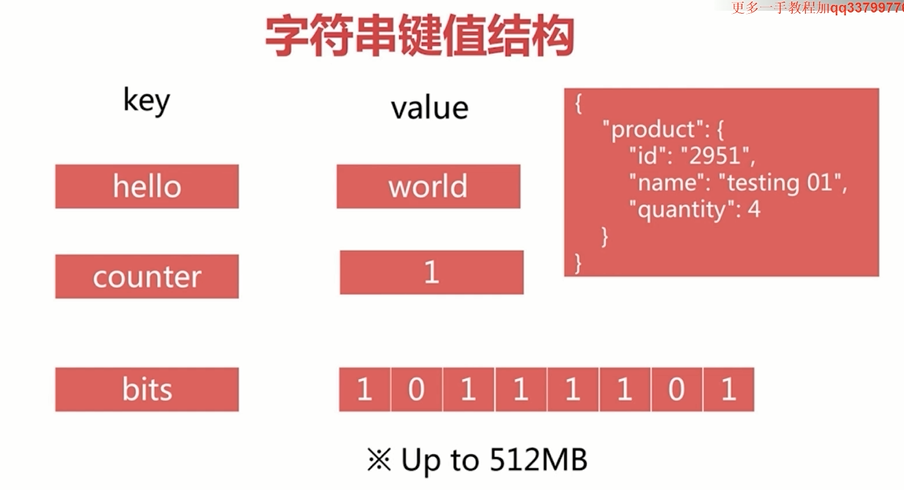 更多一手教程加qq3379977
字符串键值结构
key
value
hello
world
counter
1
bits
1 0 1 1 1 1 0 1
{
"product": {
"id": "2951",
"name": "testing 01",
"quantity": 4
}
}
※ Up to 512MB